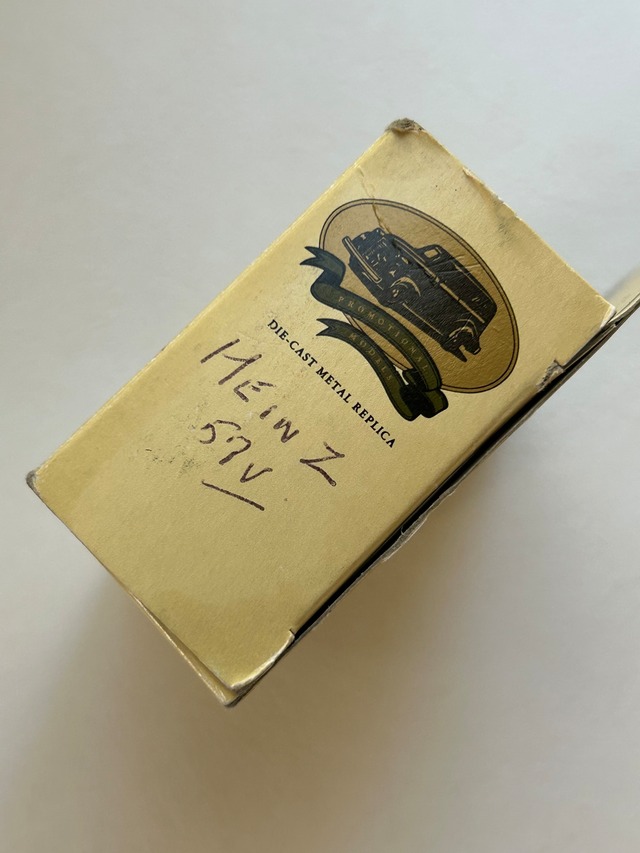 PROMOTIONAL
MODELS
DIE-CAST METAL REPLICA
HEINZ
57V